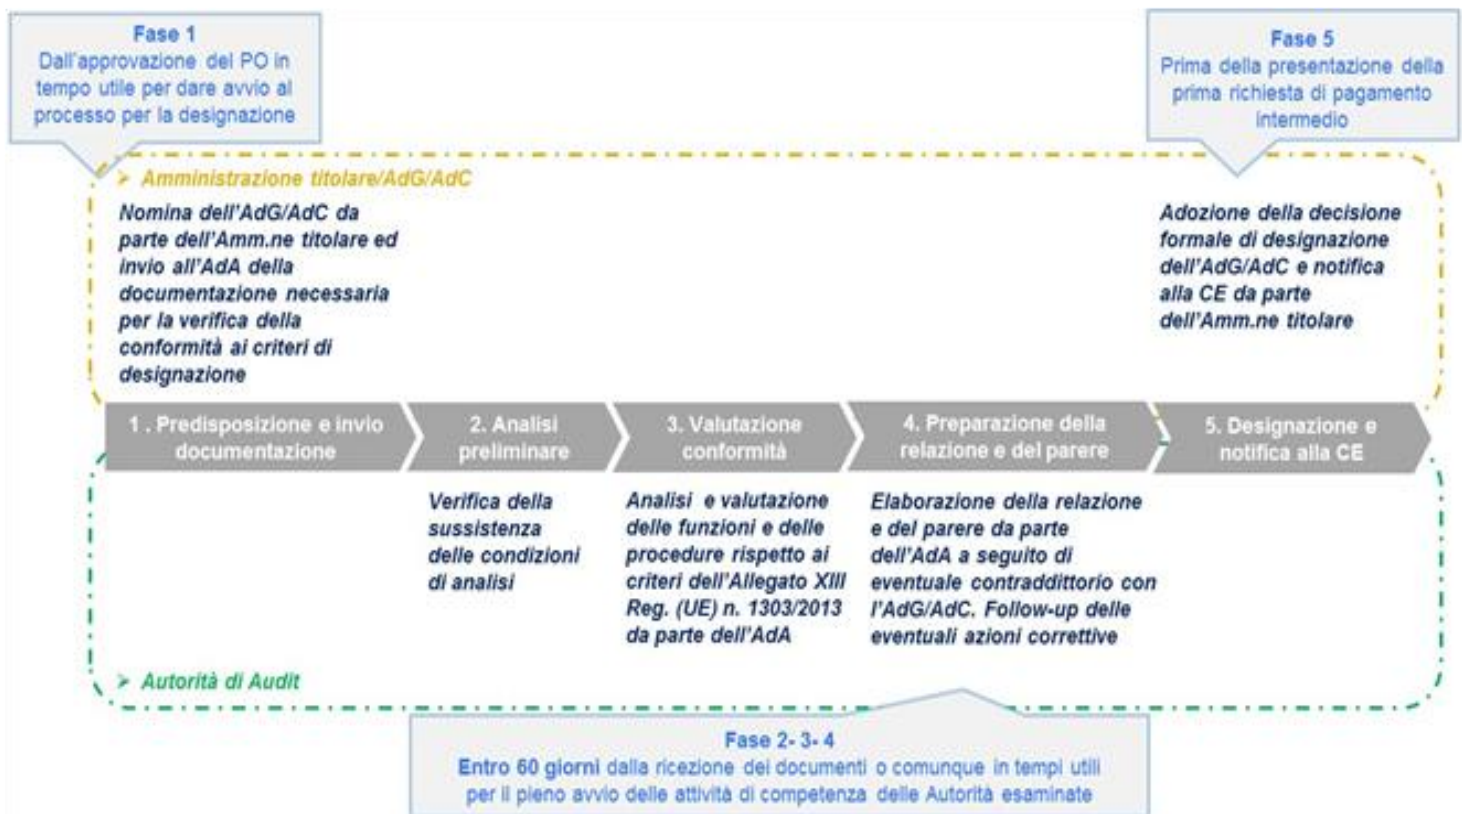 Fase 1
Dall'approvazione del PO in
tempo utile per dare avvio al
processo per la designazione
Fase 5
Prima della presentazione della
prima richiesta di pagamento
intermedio
➢ Amministrazione titolare/AdG/AdC
Nomina dell'AdG/AdC da
parte dell'Amm.ne titolare ed
invio all'AdA della
documentazione necessaria
per la verifica della
conformità ai criteri di
designazione
Adozione della decisione
formale di designazione
dell'AdG/AdC e notifica
alla CE da parte
dell'Amm.ne titolare
1 . Predisposizione e invio
documentazione
2. Analisi
preliminare
3. Valutazione
conformità
4. Preparazione della
relazione e del parere
5. Designazione e
notifica alla CE
Verifica della
sussistenza
delle condizioni
di analisi
Analisi e valutazione
delle funzioni e delle
procedure rispetto ai
criteri dell'Allegato XIII
Reg. (UE) n. 1303/2013
da parte dell'AdA
Elaborazione della relazione
e del parere da parte
dell'AdA a seguito di
eventuale contraddittorio con
l'AdG/AdC. Follow-up delle
eventuali azioni correttive
➢ Autorità di Audit
Fase 2- 3- 4
Entro 60 giorni dalla ricezione dei documenti o comunque in tempi utili
per il pieno avvio delle attività di competenza delle Autorità esaminate